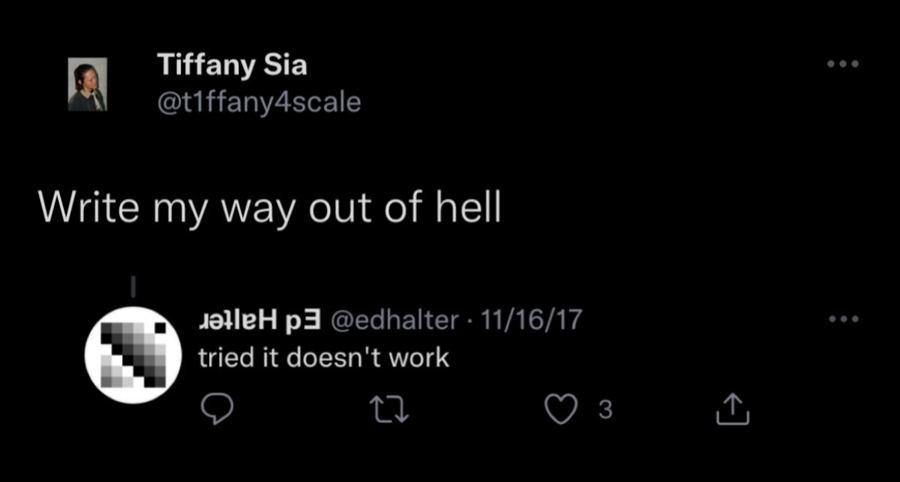 Tiffany Sia
@t1ffany4scale
Write my way out of hell
ɹǝʇlɐH pƎ @edhalter · 11/16/17
tried it doesn't work
3